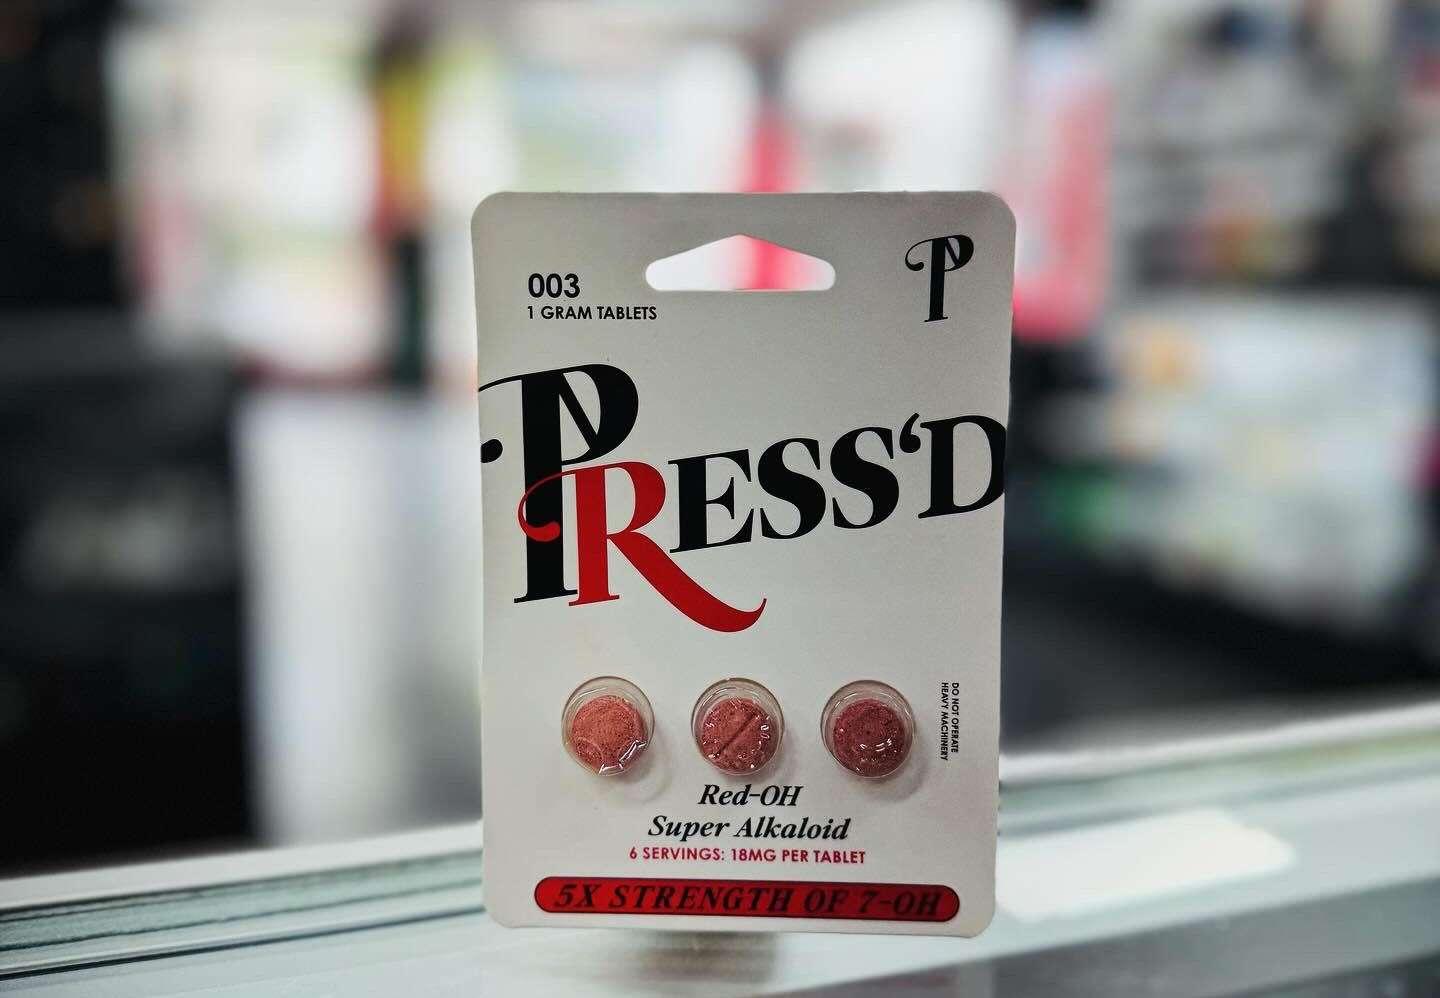 003
1 GRAM TABLETS
P
PRESS'D
DO NOT OPERATE
HEAVY MACHINERY
Red-OH
Super Alkaloid
6 SERVINGS: 18MG PER TABLET
5X STRENGTH OF 7-OH